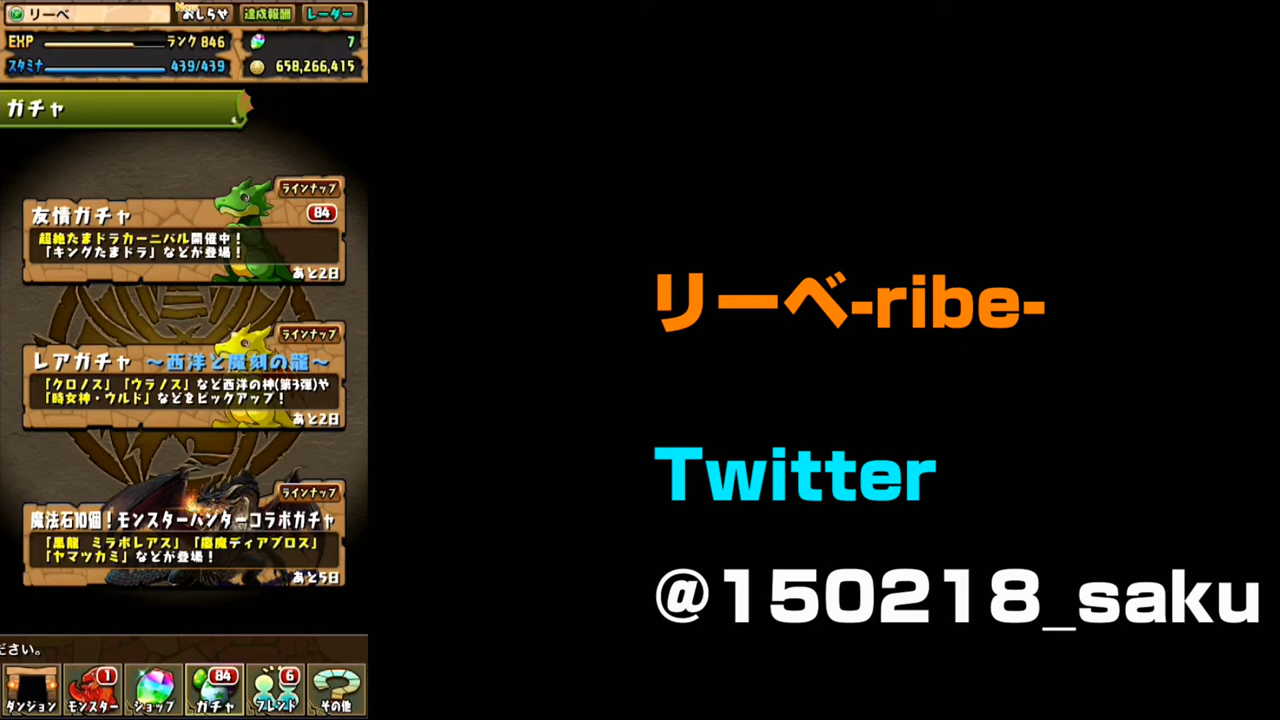 リーベ
New
おしらせ
達成報酬
レーダー
EXP
ランク 846
7
スタミナ
439/439
658,266,415
ガチャ
ラインナップ
友情ガチャ
84
超絶たまドラカーニバル開催中！
「キングたまドラ」などが登場！
あと2日
ラインナップ
レアガチャ ～西洋と魔刻の龍～
「クロノス」「ウラノス」など西洋の神(第3弾)や
「時女神・ウルド」などをピックアップ！
あと2日
ラインナップ
魔法石10個！モンスターハンターコラボガチャ
「黒龍 ミラボレアス」「鏖魔ディアブロス」
「ヤマツカミ」などが登場！
あと5日
ださい。
ダンジョン
1
モンスター
ショップ
84
ガチャ
6
フレンド
その他
リーベ-ribe-
Twitter
@150218_saku